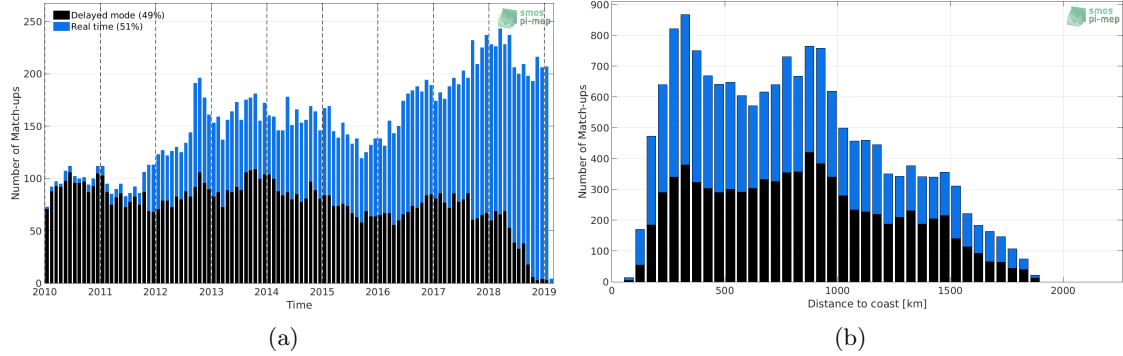 Delayed mode (49%)
Real time (51%)
smos
pi-mep
Number of Match-ups
250
200
150
100
50
0
2010 2011 2012 2013 2014 2015 2016 2017 2018 2019
Time
(a)
smos
pi-mep
Number of Match-ups
900
800
700
600
500
400
300
200
100
0
0 500 1000 1500 2000
Distance to coast [km]
(b)